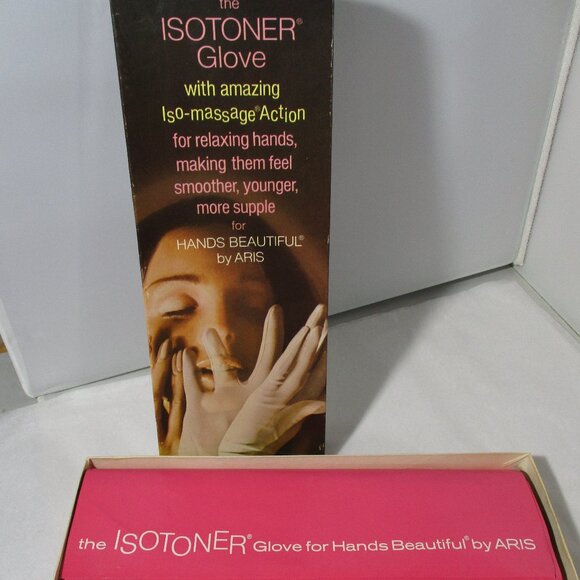 the
ISOTONER®
Glove
with amazing
Iso-massage® Action
for relaxing hands,
making them feel
smoother, younger,
more supple
for
HANDS BEAUTIFUL®
by ARIS
the ISOTONER® Glove for Hands Beautiful® by ARIS